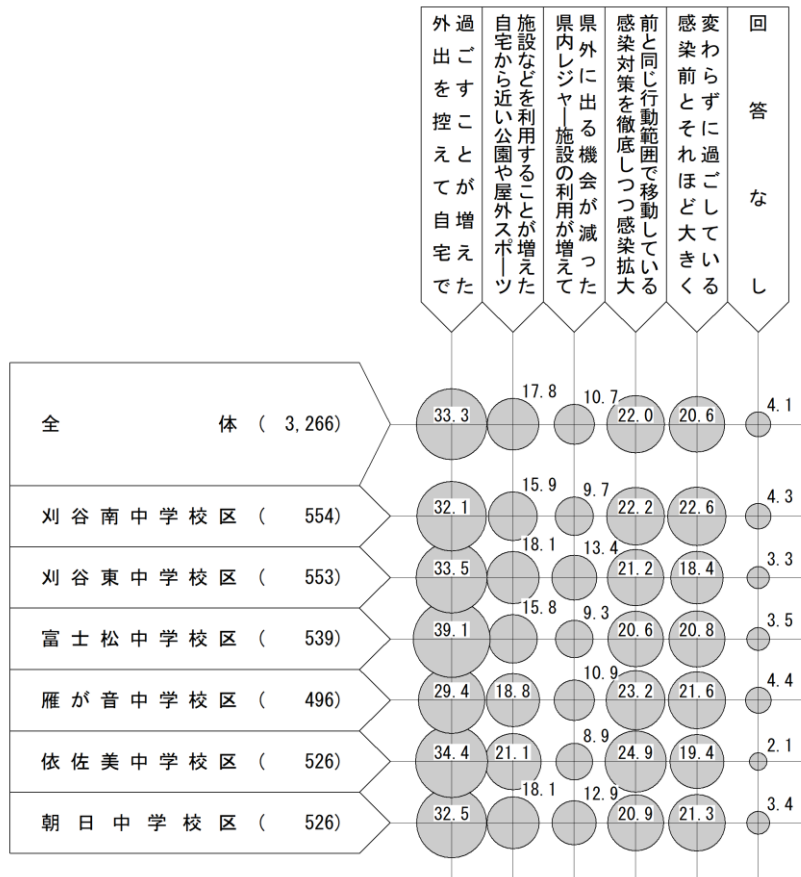 外出を控えて自宅で
過ごすことが増えた
自宅から近い公園や屋外スポーツ
施設などを利用することが増えた
県内レジャー施設の利用が増えて
県外に出る機会が減った
感染対策を徹底しつつ感染拡大
前と同じ行動範囲で移動している
感染前とそれほど大きく
変わらずに過ごしている
回答なし
全体(3,266) 33.3 17.8 10.7 22.0 20.6 4.1
刈谷南中学校区(554) 32.1 15.9 9.7 22.2 22.6 4.3
刈谷東中学校区(553) 33.5 18.1 13.4 21.2 18.4 3.3
富士松中学校区(539) 39.1 15.8 9.3 20.6 20.8 3.5
雁が音中学校区(496) 29.4 18.8 10.9 23.2 21.6 4.4
依佐美中学校区(526) 34.4 21.1 8.9 24.9 19.4 2.1
朝日中学校区(526) 32.5 18.1 12.9 20.9 21.3 3.4